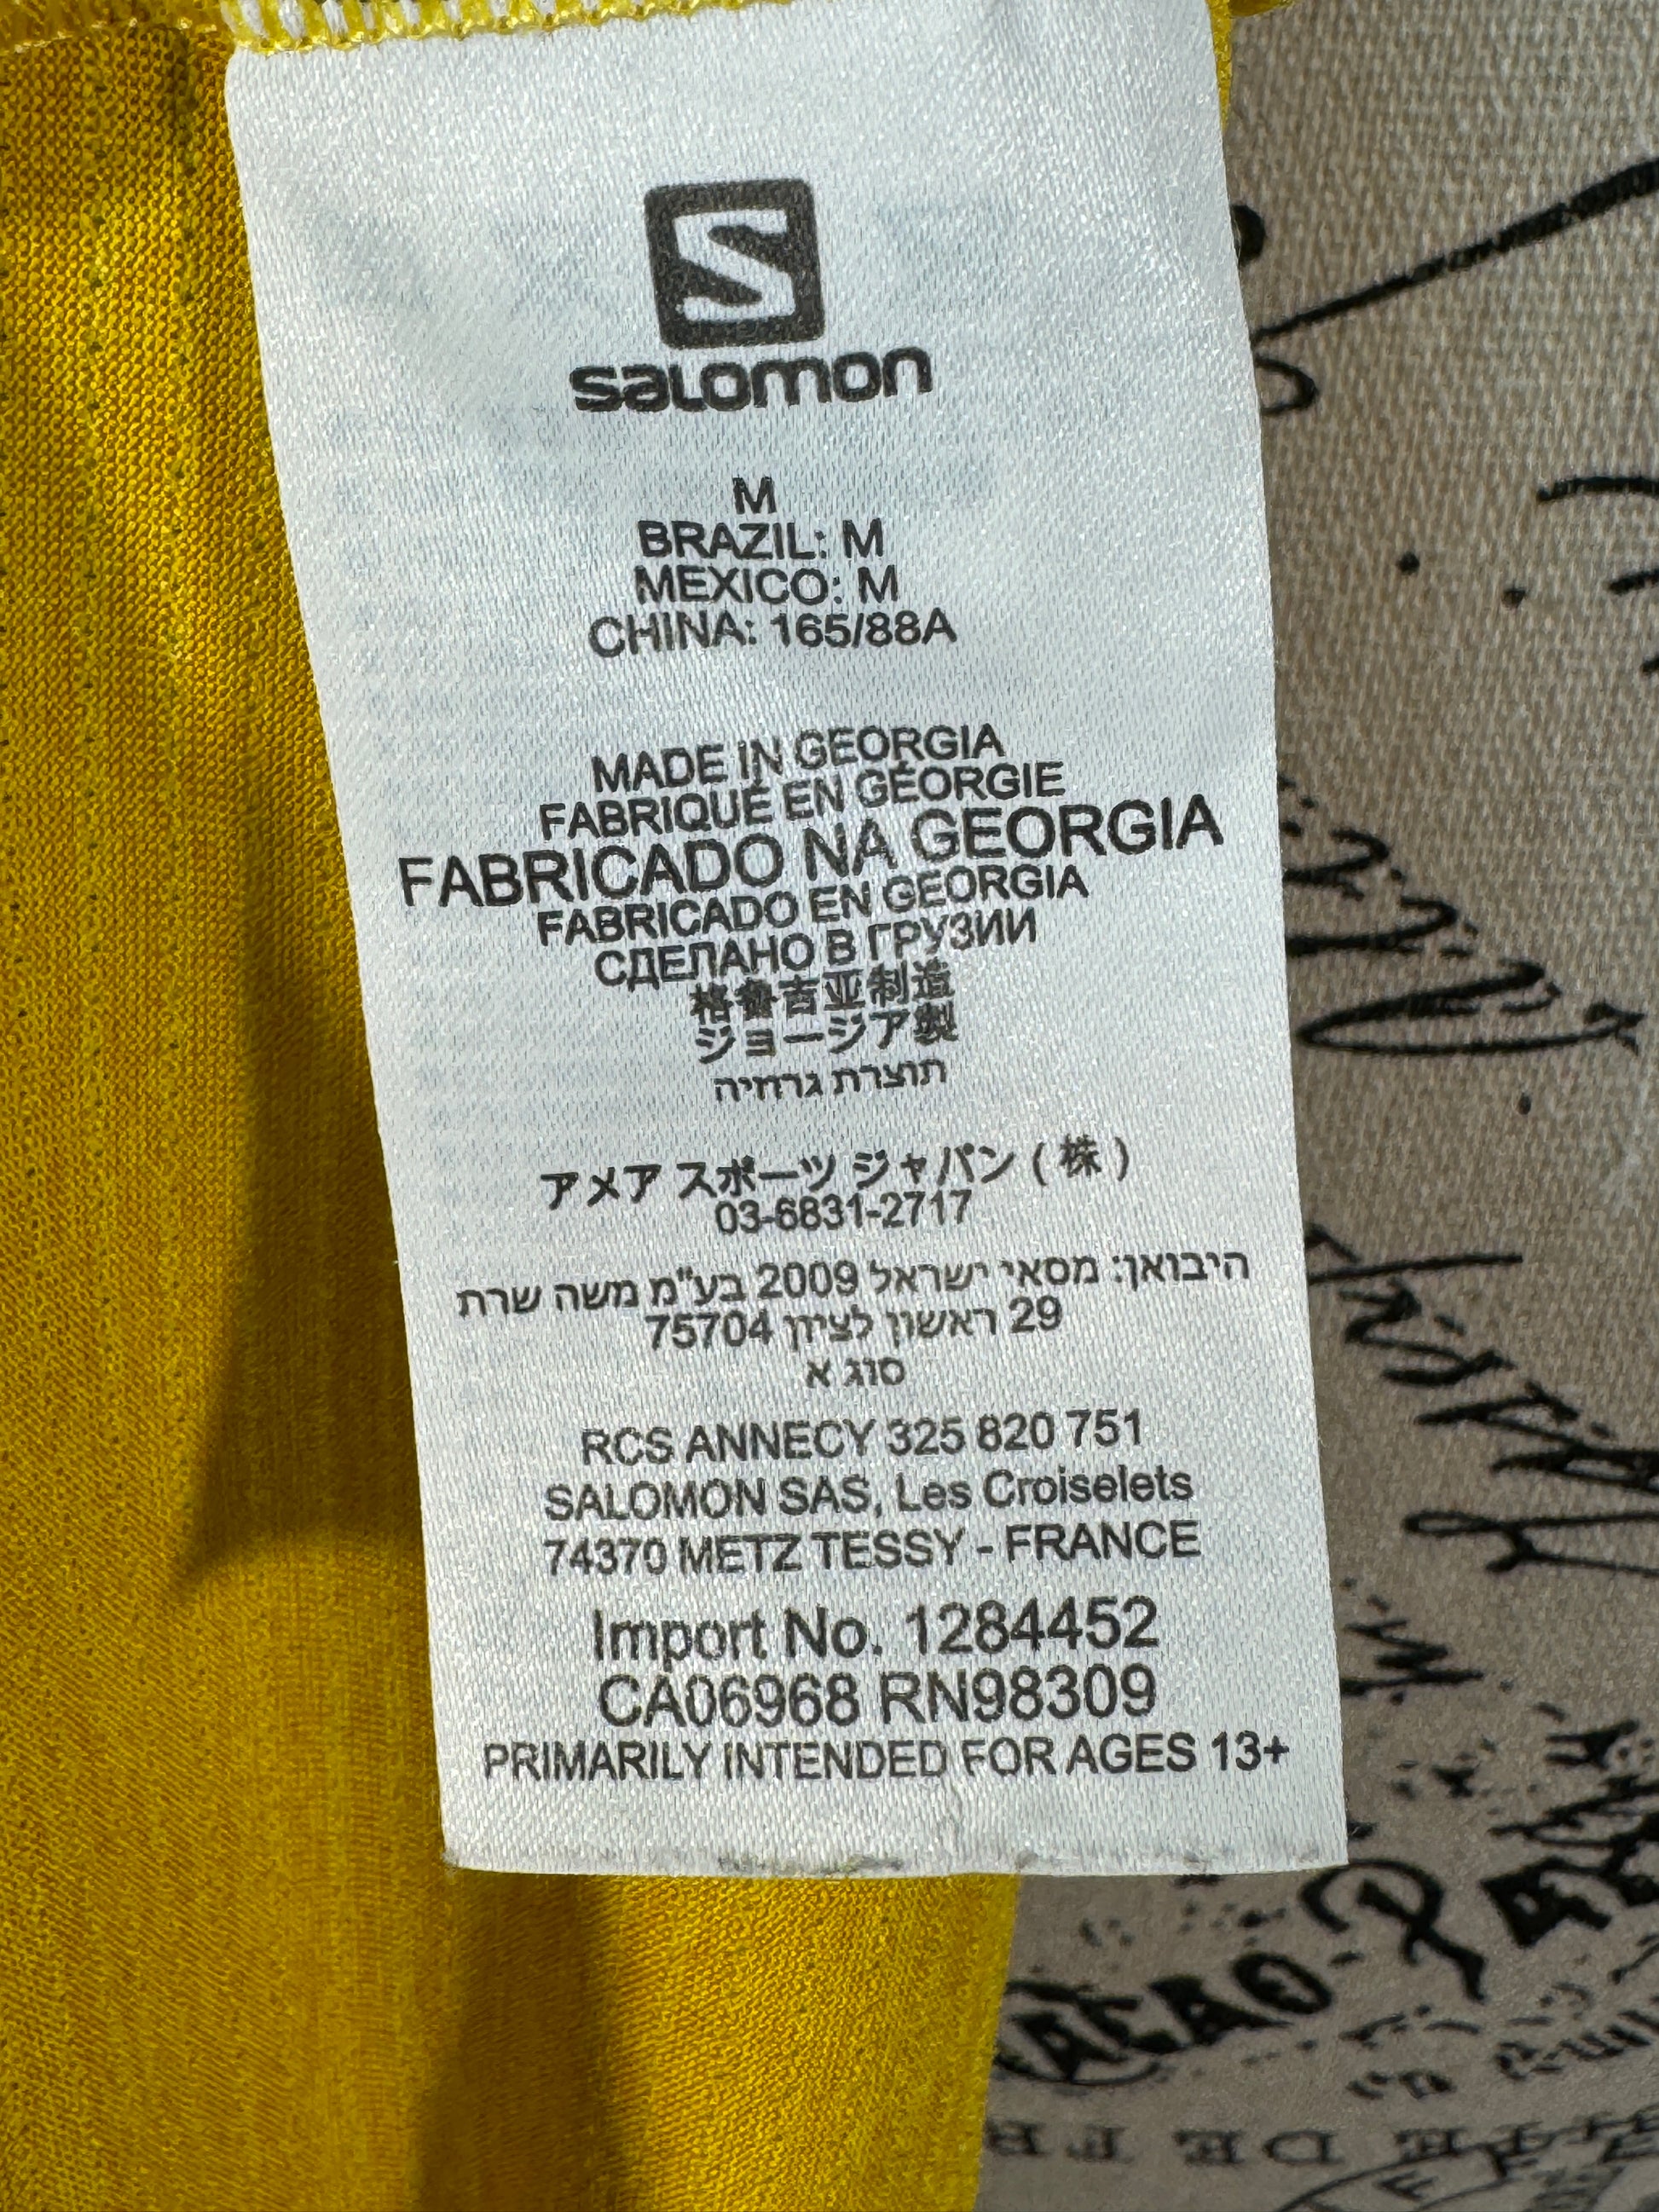 S
salomon
M
BRAZIL: M
MEXICO: M
CHINA: 165/88A
MADE IN GEORGIA
FABRIQUÉ EN GÉORGIE
FABRICADO NA GEORGIA
FABRICADO EN GEORGIA
СДЕЛАНО В ГРУЗИИ
格鲁吉亚制造
ジョージア製
תוצרת גרוזיה
アメア スポーツ ジャパン ( 株 )
03-6831-2717
היבואן: מסאי ישראל 2009 בע"מ משה שרת
29 ראשון לציון 75704
סוג א
RCS ANNECY 325 820 751
SALOMON SAS, Les Croiselets
74370 METZ TESSY - FRANCE
Import No. 1284452
CA06968 RN98309
PRIMARILY INTENDED FOR AGES 13+